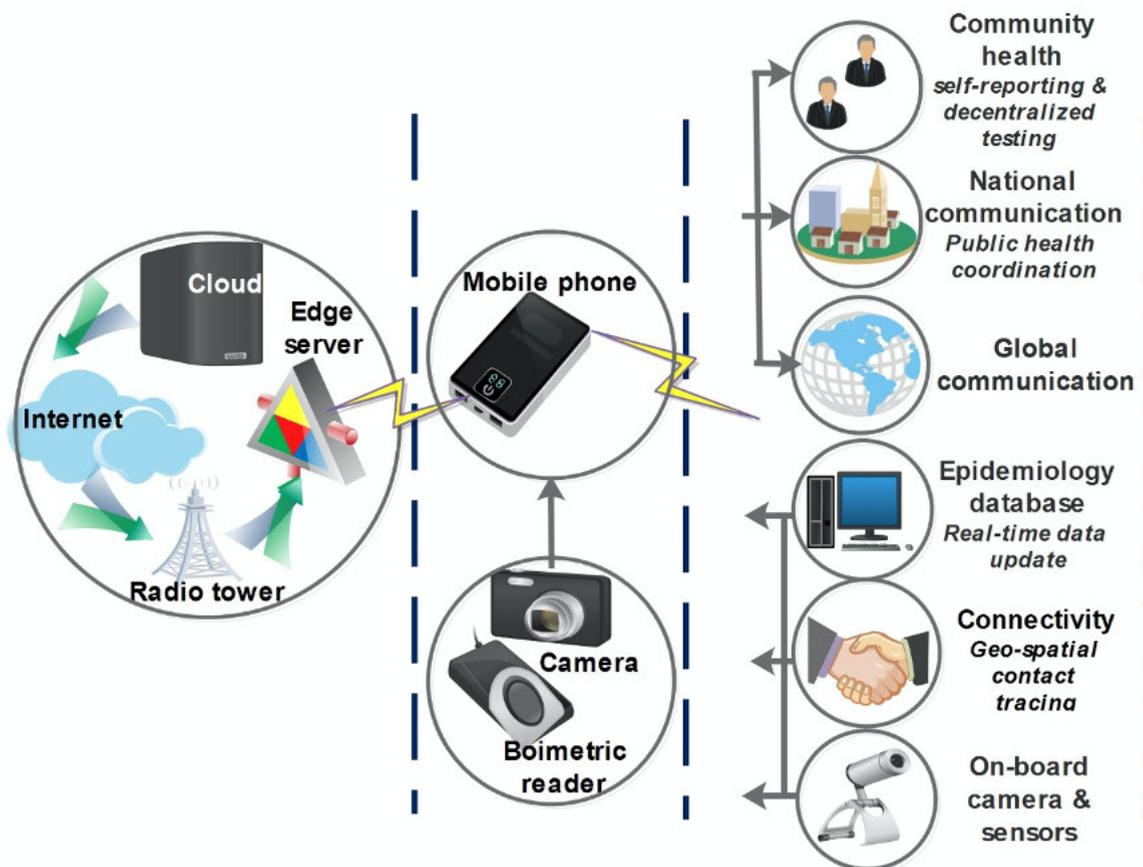 Cloud
Edge
server
Internet
Radio tower
Mobile phone
Camera
Boimetric
reader
Community
health
self-reporting &
decentralized
testing
National
communication
Public health
coordination
Global
communication
Epidemiology
database
Real-time data
update
Connectivity
Geo-spatial
contact
tracing
On-board
camera &
sensors